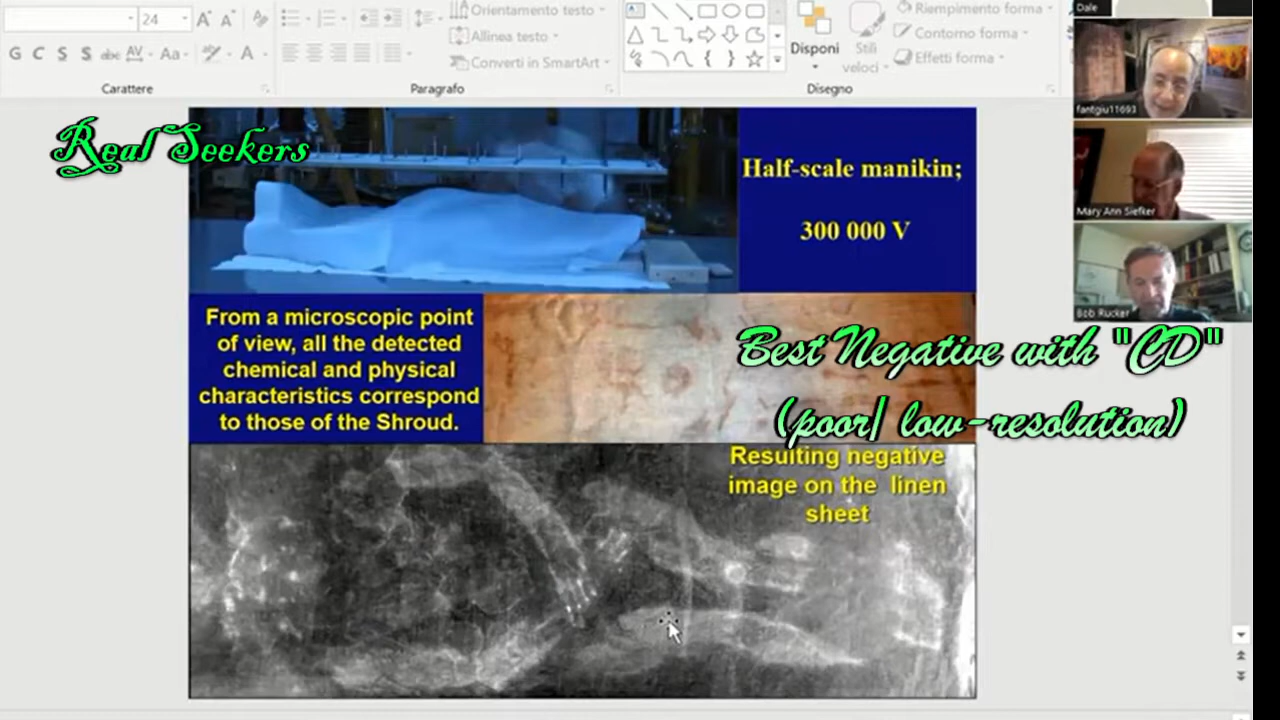 24
Orientamento testo
Allinea testo
Converti in SmartArt
G C S S abc AV Aa A
Carattere
Paragrafo
Disponi
Stili
veloci
Riempimento forma
Contorno forma
Effetti forma
Disegno
Dale
fantgiu11693
Mary Ann Siefker
Bob Rucker
Real Seekers
Half-scale manikin;
300 000 V
From a microscopic point
of view, all the detected
chemical and physical
characteristics correspond
to those of the Shroud.
Best Negative with "CD"
(poor/ low-resolution)
Resulting negative
image on the linen
sheet